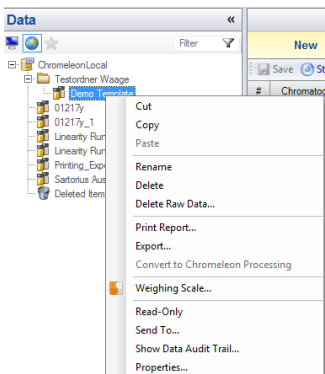 Data «
Filter
New
Save St
# Chromatog
ChromeleonLocal
Testordner Waage
Demo Template
01217y
01217y_1
Linearity Run
Linearity Run
Printing_Exp
Sartorius Aus
Deleted Item
Cut
Copy
Paste
Rename
Delete
Delete Raw Data...
Print Report...
Export...
Convert to Chromeleon Processing
Weighing Scale...
Read-Only
Send To...
Show Data Audit Trail...
Properties...